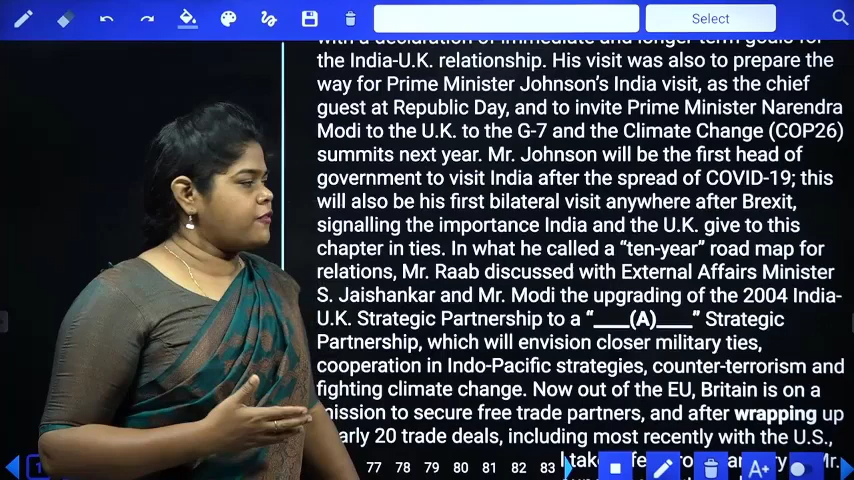 Select
with a declaration of immediate and longer-term goals for
the India-U.K. relationship. His visit was also to prepare the
way for Prime Minister Johnson's India visit, as the chief
guest at Republic Day, and to invite Prime Minister Narendra
Modi to the U.K. to the G-7 and the Climate Change (COP26)
summits next year. Mr. Johnson will be the first head of
government to visit India after the spread of COVID-19; this
will also be his first bilateral visit anywhere after Brexit,
signalling the importance India and the U.K. give to this
chapter in ties. In what he called a “ten-year” road map for
relations, Mr. Raab discussed with External Affairs Minister
S. Jaishankar and Mr. Modi the upgrading of the 2004 India-
U.K. Strategic Partnership to a “____(A)____” Strategic
Partnership, which will envision closer military ties,
cooperation in Indo-Pacific strategies, counter-terrorism and
fighting climate change. Now out of the EU, Britain is on a
mission to secure free trade partners, and after wrapping up
20 trade deals, including most recently with the U.S.,
77 78 79 80 81 82 83 A+ Mr.